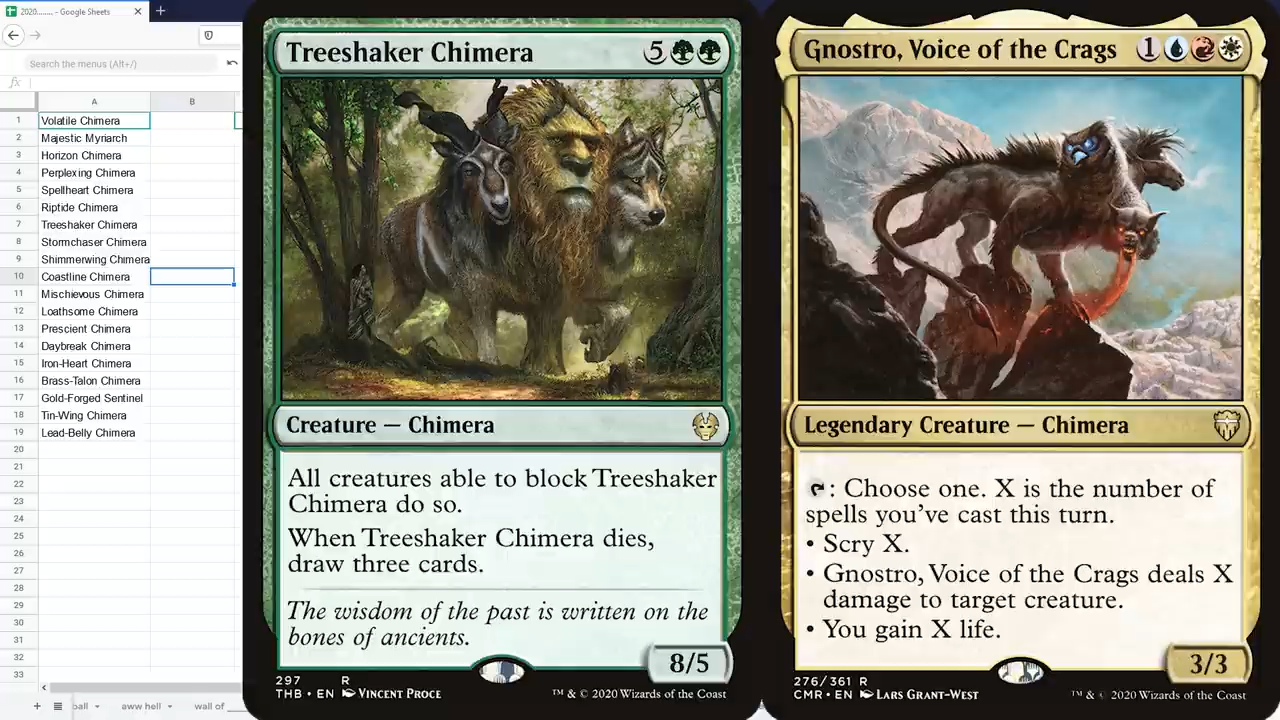 2020........ - Google Sheets
Search the menus (Alt+/)
fx
A B
1 Volatile Chimera
2 Majestic Myriarch
3 Horizon Chimera
4 Perplexing Chimera
5 Spellheart Chimera
6 Riptide Chimera
7 Treeshaker Chimera
8 Stormchaser Chimera
9 Shimmerwing Chimera
10 Coastline Chimera
11 Mischievous Chimera
12 Loathsome Chimera
13 Prescient Chimera
14 Daybreak Chimera
15 Iron-Heart Chimera
16 Brass-Talon Chimera
17 Gold-Forged Sentinel
18 Tin-Wing Chimera
19 Lead-Belly Chimera
20
21
22
23
24
25
26
27
28
29
30
31
32
33
aww hell
wall of
Treeshaker Chimera 5
Creature — Chimera
All creatures able to block Treeshaker
Chimera do so.
When Treeshaker Chimera dies,
draw three cards.
The wisdom of the past is written on the
bones of ancients.
8/5
297 R
THB • EN Vincent Proce
™ & © 2020 Wizards of the Coast
Gnostro, Voice of the Crags 1
Legendary Creature — Chimera
: Choose one. X is the number of
spells you've cast this turn.
• Scry X.
• Gnostro, Voice of the Crags deals X
damage to target creature.
• You gain X life.
3/3
276/361 R
CMR • EN Lars Grant-West
™ & © 2020 Wizards of the Coast